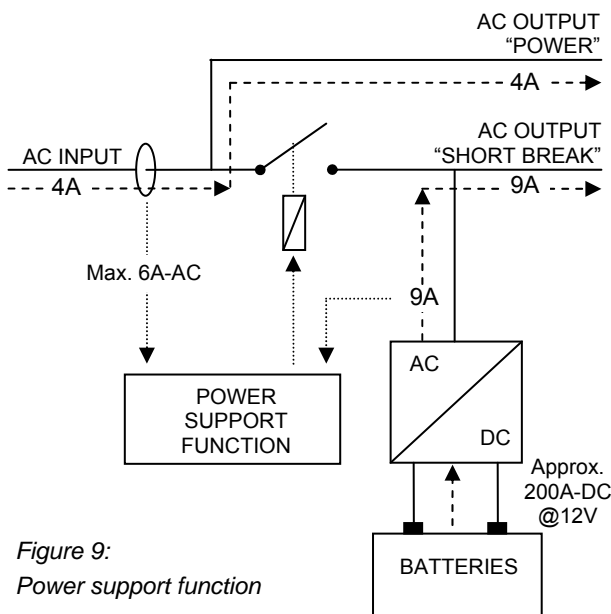 AC OUTPUT
“POWER”
4A
AC OUTPUT
“SHORT BREAK”
9A
AC INPUT
4A
Max. 6A-AC
9A
POWER
SUPPORT
FUNCTION
AC
DC
Approx.
200A-DC
@12V
BATTERIES
Figure 9:
Power support function